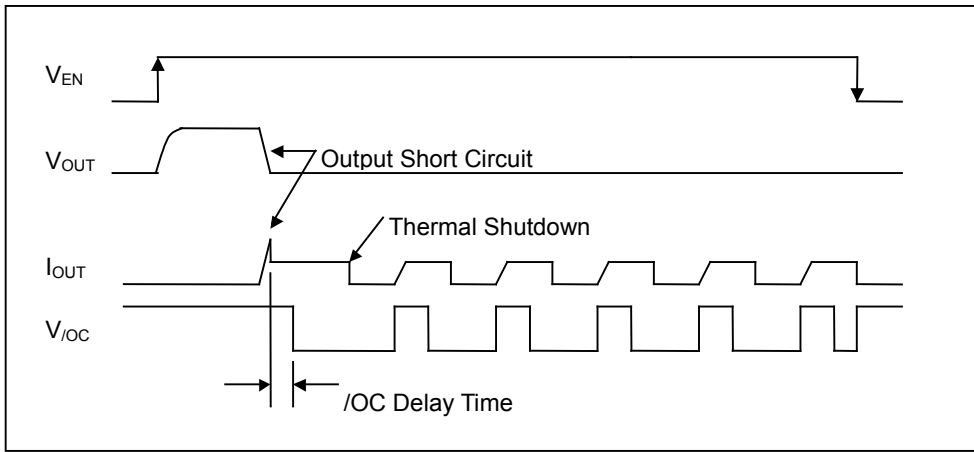 VEN
VOUT
Output Short Circuit
Thermal Shutdown
IOUT
V/OC
/OC Delay Time